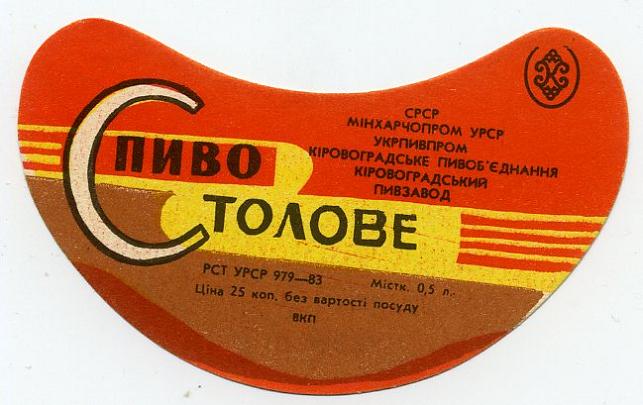 СРСР
МІНХАРЧОПРОМ УРСР
УКРПИВПРОМ
КІРОВОГРАДСЬКЕ ПИВОБ'ЄДНАННЯ
КІРОВОГРАДСЬКИЙ
ПИВЗАВОД
ПИВО
СТОЛОВЕ
РСТ УРСР 979—83 Містк. 0,5 л.
Ціна 25 коп. без вартості посуду
ВКП